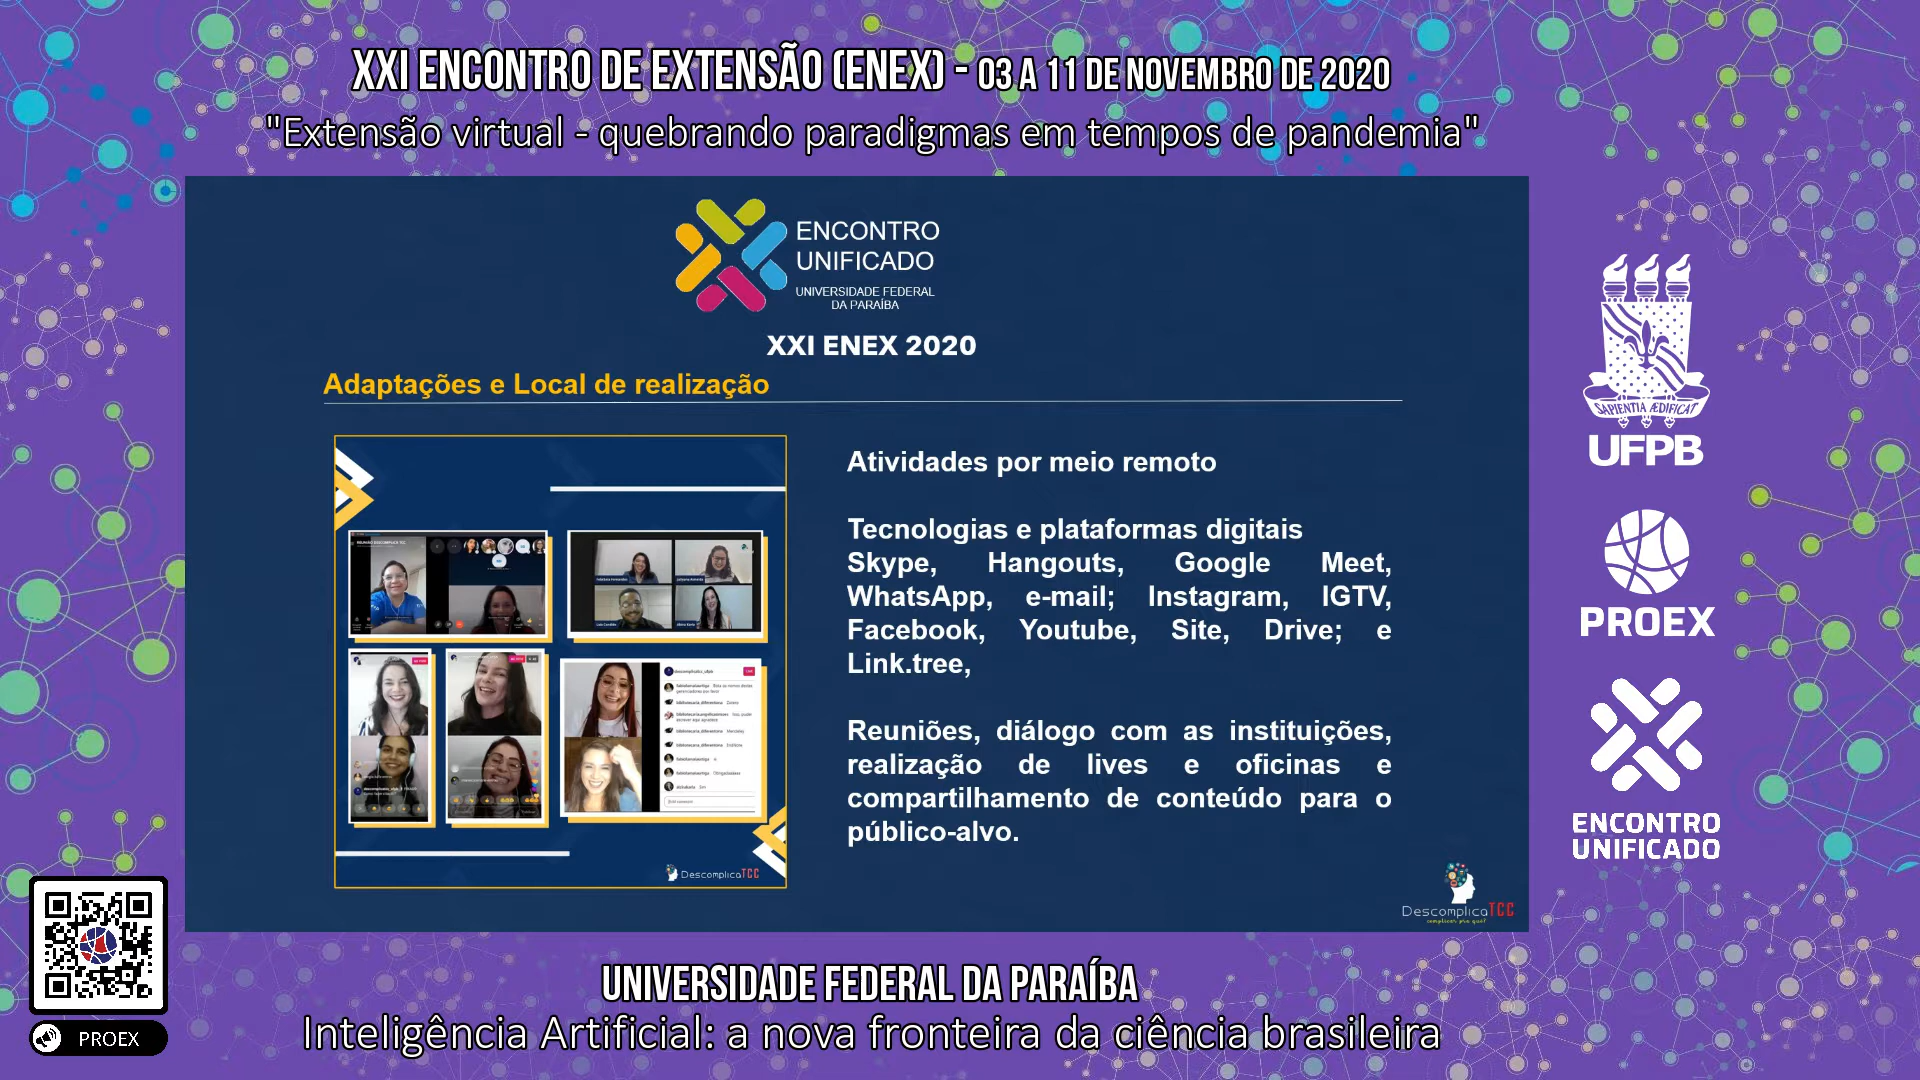 XXI ENCONTRO DE EXTENSÃO (ENEX) - 03 A 11 DE NOVEMBRO DE 2020
"Extensão virtual - quebrando paradigmas em tempos de pandemia"
ENCONTRO
UNIFICADO
UNIVERSIDADE FEDERAL
DA PARAÍBA
XXI ENEX 2020
Adaptações e Local de realização
Atividades por meio remoto
Tecnologias e plataformas digitais
Skype, Hangouts, Google Meet,
WhatsApp, e-mail; Instagram, IGTV,
Facebook, Youtube, Site, Drive; e
Link.tree,
Reuniões, diálogo com as instituições,
realização de lives e oficinas e
compartilhamento de conteúdo para o
público-alvo.
DescomplicaTCC
DescomplicaTCC
complicar pra quê?
SAPIENTIA ÆDIFICAT
UFPB
PROEX
ENCONTRO
UNIFICADO
PROEX
UNIVERSIDADE FEDERAL DA PARAÍBA
Inteligência Artificial: a nova fronteira da ciência brasileira